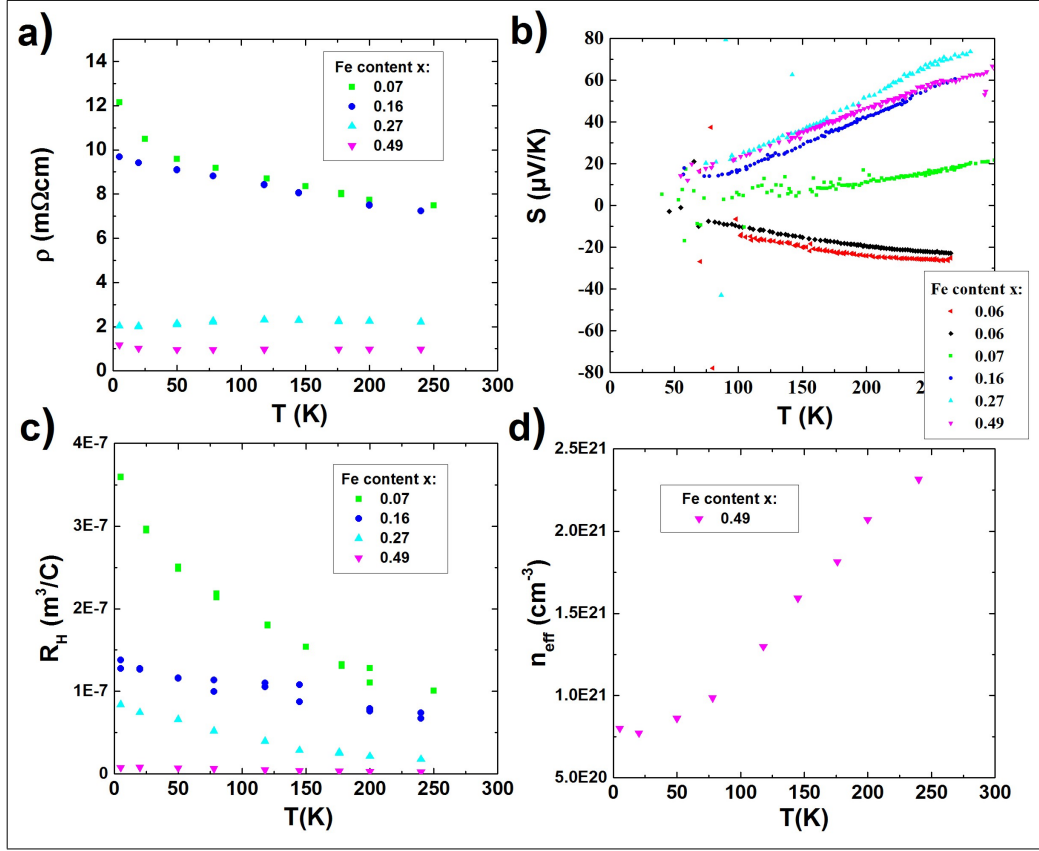 a)
ρ (mΩcm)
14
12
10
8
6
4
2
0
0 50 100 150 200 250 300
T (K)
Fe content x:
0.07
0.16
0.27
0.49
b)
S (µV/K)
80
60
40
20
0
-20
-40
-60
-80
0 50 100 150 200 250 300
T (K)
Fe content x:
0.06
0.06
0.07
0.16
0.27
0.49
c)
R_H (m³/C)
4E-7
3E-7
2E-7
1E-7
0
0 50 100 150 200 250 300
T(K)
Fe content x:
0.07
0.16
0.27
0.49
d)
n_eff (cm⁻³)
2.5E21
2.0E21
1.5E21
1.0E21
5.0E20
0 50 100 150 200 250 300
T(K)
Fe content x:
0.49